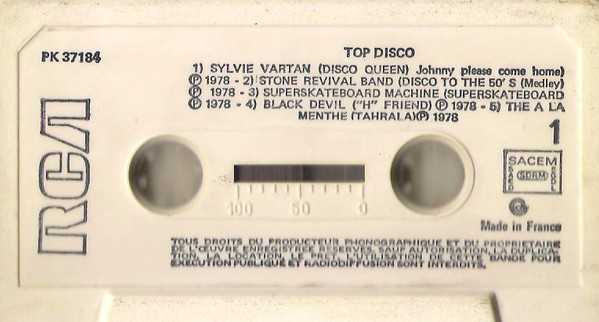 PK 37184
TOP DISCO
1) SYLVIE VARTAN (DISCO QUEEN) Johnny please come home)
Ⓟ 1978 - 2) STONE REVIVAL BAND (DISCO TO THE 50'S (Medley)
Ⓟ 1978 - 3) SUPERSKATEBOARD MACHINE (SUPERSKATEBOARD
Ⓟ 1978 - 4) BLACK DEVIL ("H" FRIEND) Ⓟ 1978 - 5) THE A LA
MENTHE (TAHRALA) Ⓟ 1978
RCA
1
SACEM
SDRM
100 50 0
Made in France
TOUS DROITS DU PRODUCTEUR PHONOGRAPHIQUE ET DU PROPRIETAIRE
DE L'ŒUVRE ENREGISTREE RESERVES. SAUF AUTORISATION, LA DUPLICA-
TION, LA LOCATION, LE PRET, L'UTILISATION DE CETTE BANDE POUR
EXECUTION PUBLIQUE ET RADIODIFFUSION SONT INTERDITS.